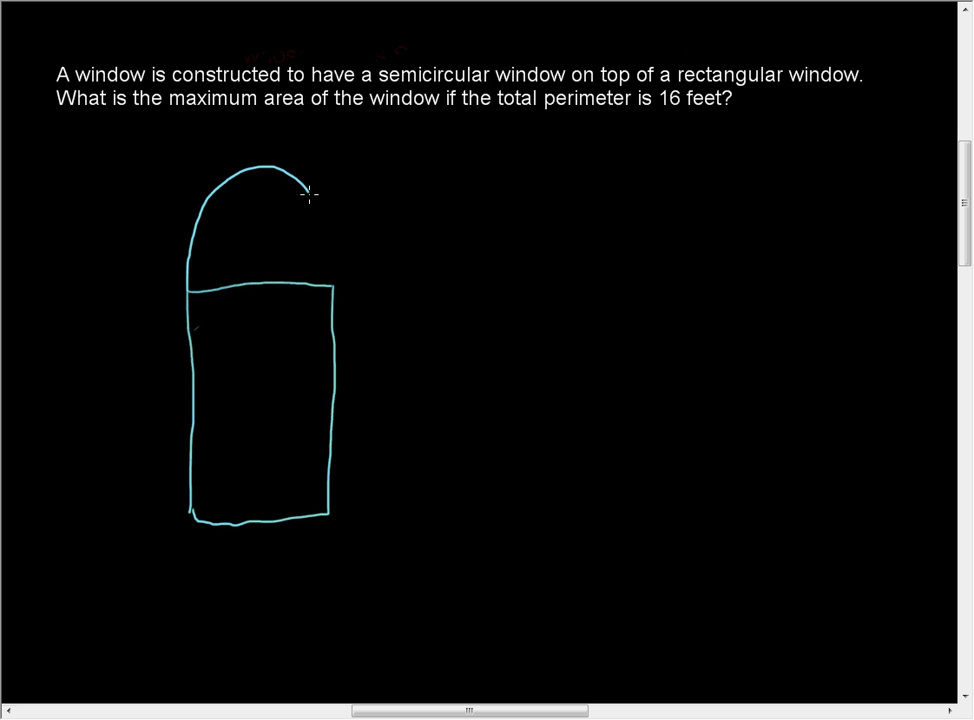 A window is constructed to have a semicircular window on top of a rectangular window.
What is the maximum area of the window if the total perimeter is 16 feet?